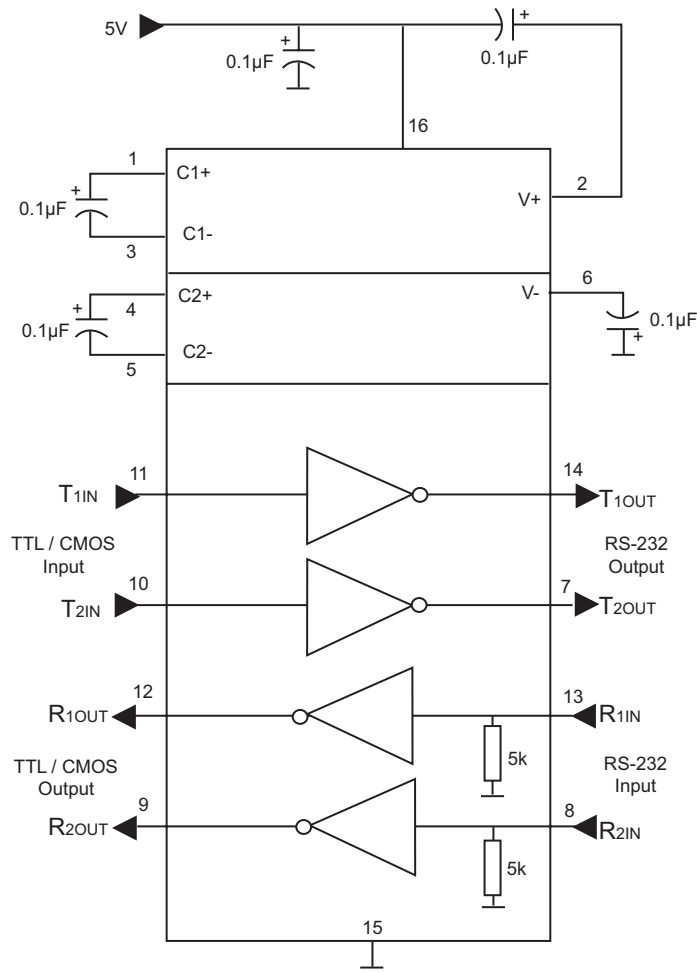 5V
+
0.1µF
+
0.1µF
16
1
C1+
+
0.1µF
V+
2
C1-
3
C2+
4
+
0.1µF
V-
6
0.1µF
+
C2-
5
11
14
T1IN
T1OUT
TTL / CMOS
Input
RS-232
Output
10
7
T2IN
T2OUT
12
13
R1OUT
R1IN
5k
TTL / CMOS
Output
RS-232
Input
9
8
R2OUT
R2IN
5k
15